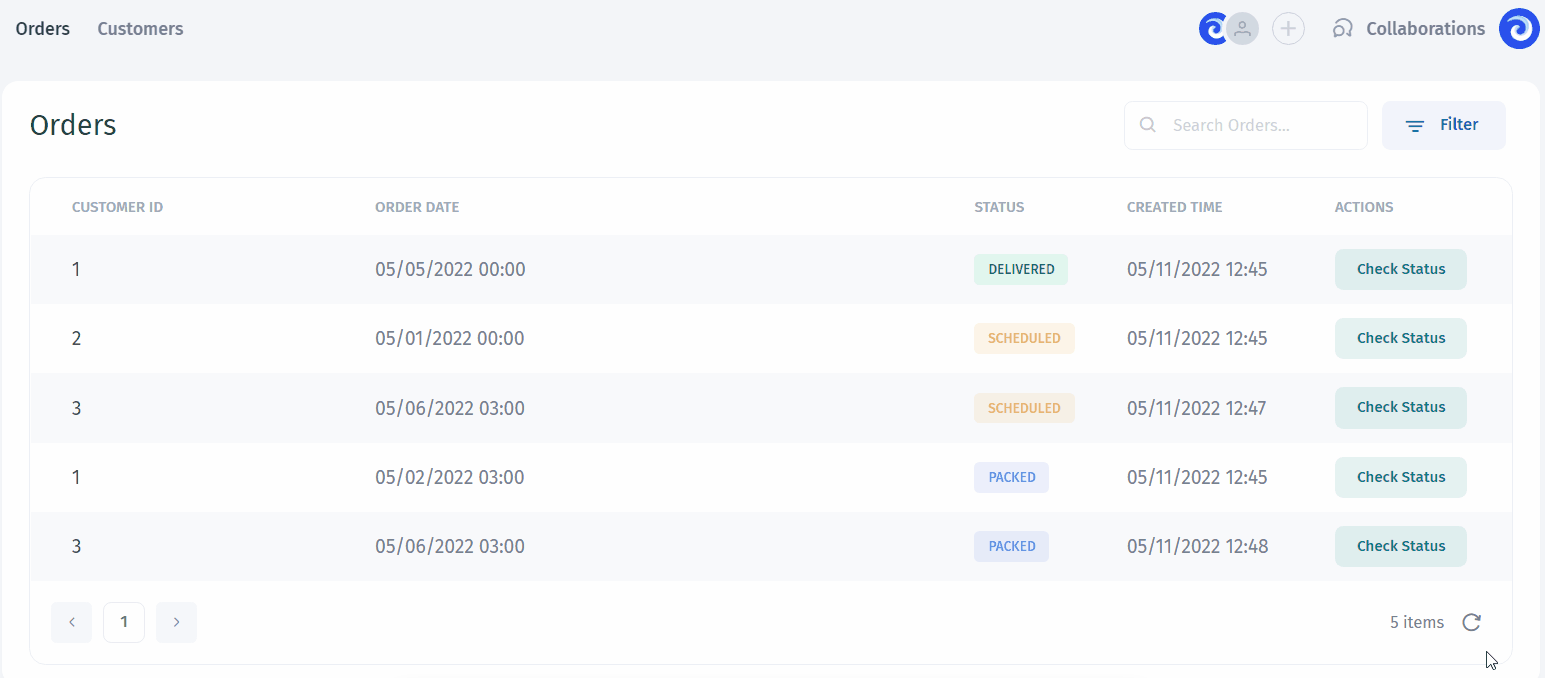 Orders Customers Collaborations
Orders Search Orders... Filter
CUSTOMER ID ORDER DATE STATUS CREATED TIME ACTIONS
1 05/05/2022 00:00 DELIVERED 05/11/2022 12:45 Check Status
2 05/01/2022 00:00 SCHEDULED 05/11/2022 12:45 Check Status
3 05/06/2022 03:00 SCHEDULED 05/11/2022 12:47 Check Status
1 05/02/2022 03:00 PACKED 05/11/2022 12:45 Check Status
3 05/06/2022 03:00 PACKED 05/11/2022 12:48 Check Status
1 5 items